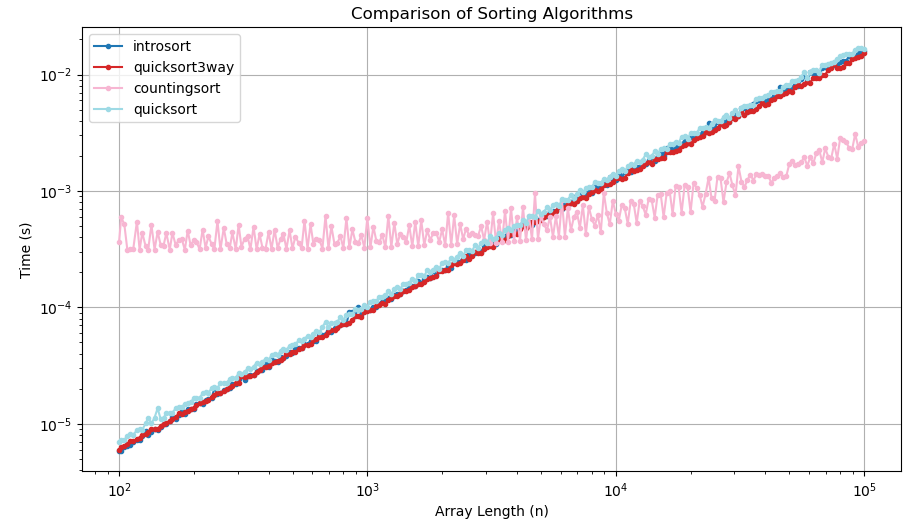 Comparison of Sorting Algorithms
introsort
quicksort3way
countingsort
quicksort
Time (s)
10⁻²
10⁻³
10⁻⁴
10⁻⁵
10²
10³
10⁴
10⁵
Array Length (n)